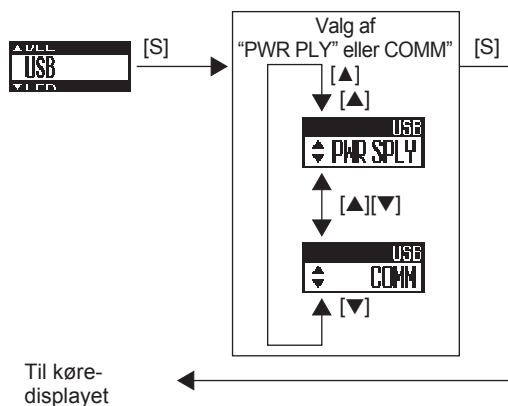 [S]
USB
Valg af
“PWR PLY” eller COMM”
[S]
[▲]
[▲]
USB
PWR SPLY
[▲][▼]
USB
COMM
[▼]
Til køre-
displayet